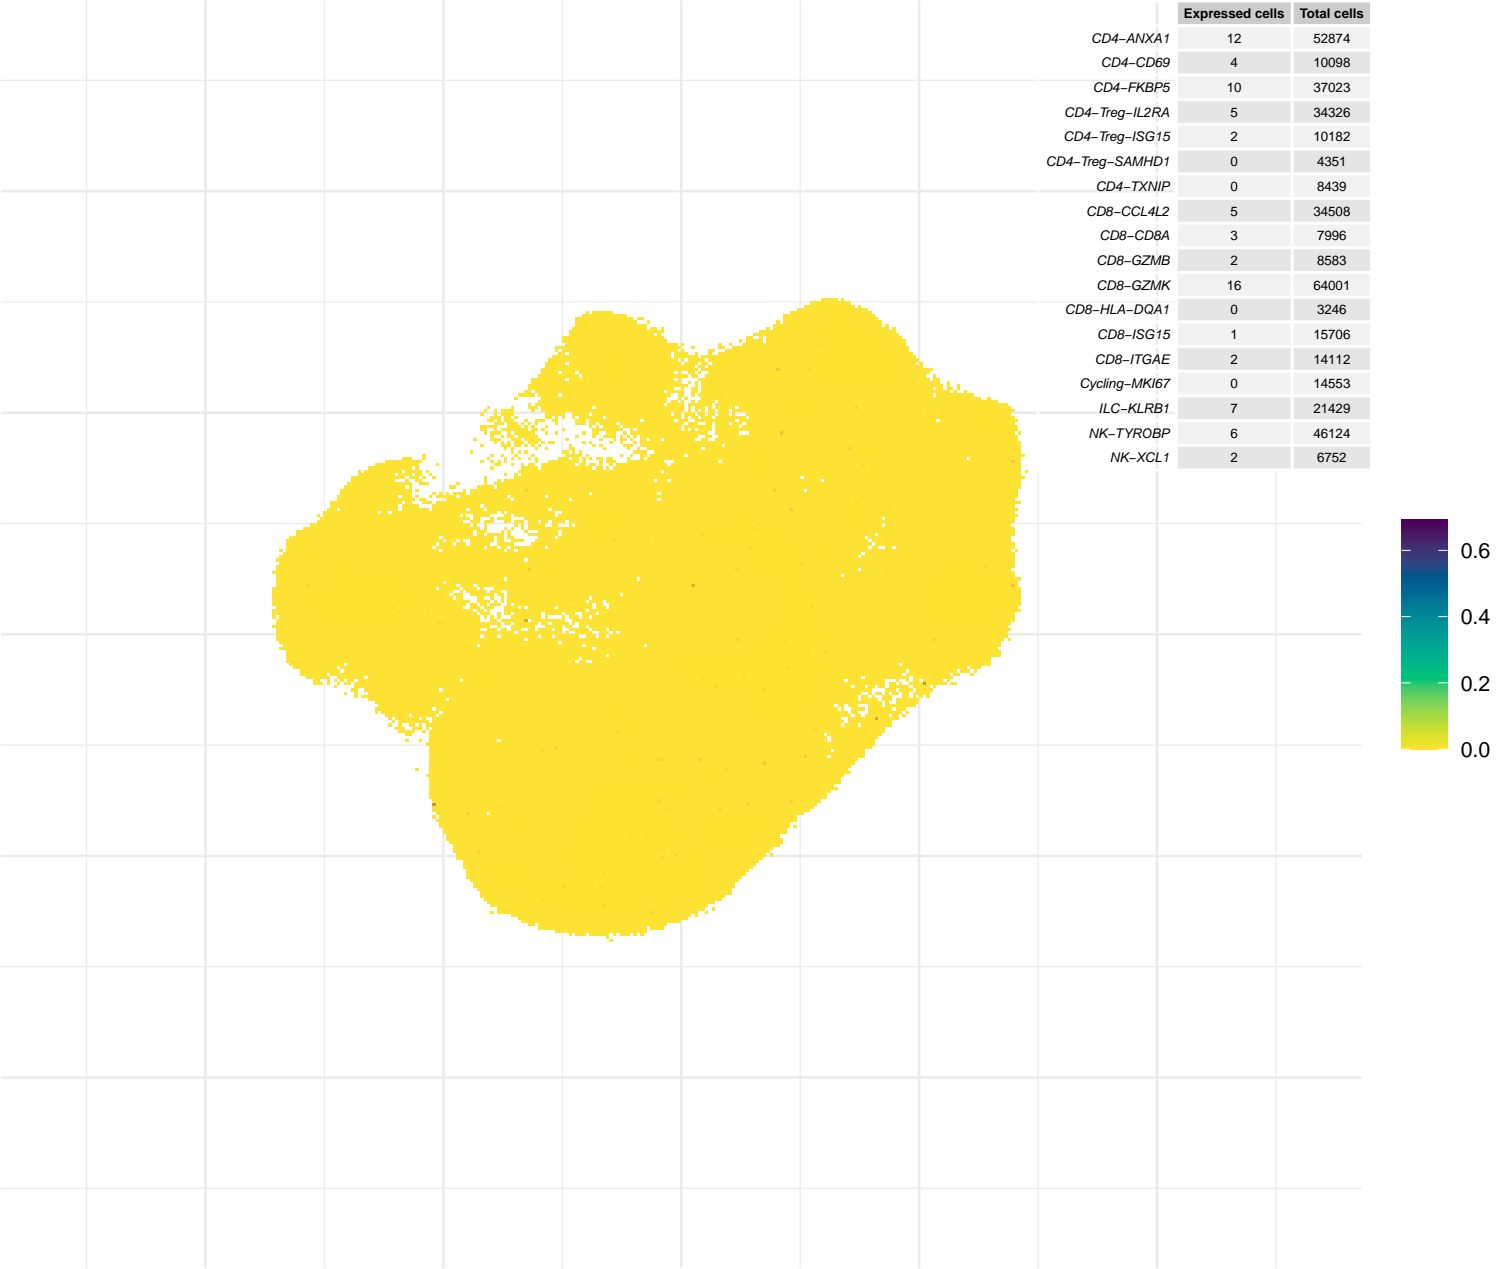 Expressed cells Total cells
CD4−ANXA1 12 52874
CD4−CD69 4 10098
CD4−FKBP5 10 37023
CD4−Treg−IL2RA 5 34326
CD4−Treg−ISG15 2 10182
CD4−Treg−SAMHD1 0 4351
CD4−TXNIP 0 8439
CD8−CCL4L2 5 34508
CD8−CD8A 3 7996
CD8−GZMB 2 8583
CD8−GZMK 16 64001
CD8−HLA−DQA1 0 3246
CD8−ISG15 1 15706
CD8−ITGAE 2 14112
Cycling−MKI67 0 14553
ILC−KLRB1 7 21429
NK−TYROBP 6 46124
NK−XCL1 2 6752
0.6
0.4
0.2
0.0